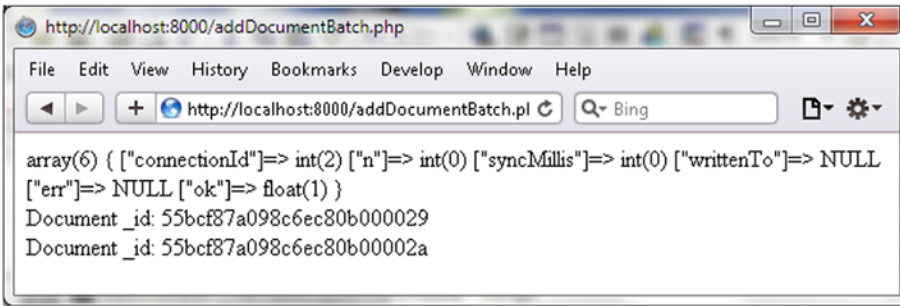 http://localhost:8000/addDocumentBatch.php
File Edit View History Bookmarks Develop Window Help
http://localhost:8000/addDocumentBatch.pl Bing
array(6) { ["connectionId"]=> int(2) ["n"]=> int(0) ["syncMillis"]=> int(0) ["writtenTo"]=> NULL
["err"]=> NULL ["ok"]=> float(1) }
Document _id: 55bcf87a098c6ec80b000029
Document _id: 55bcf87a098c6ec80b00002a